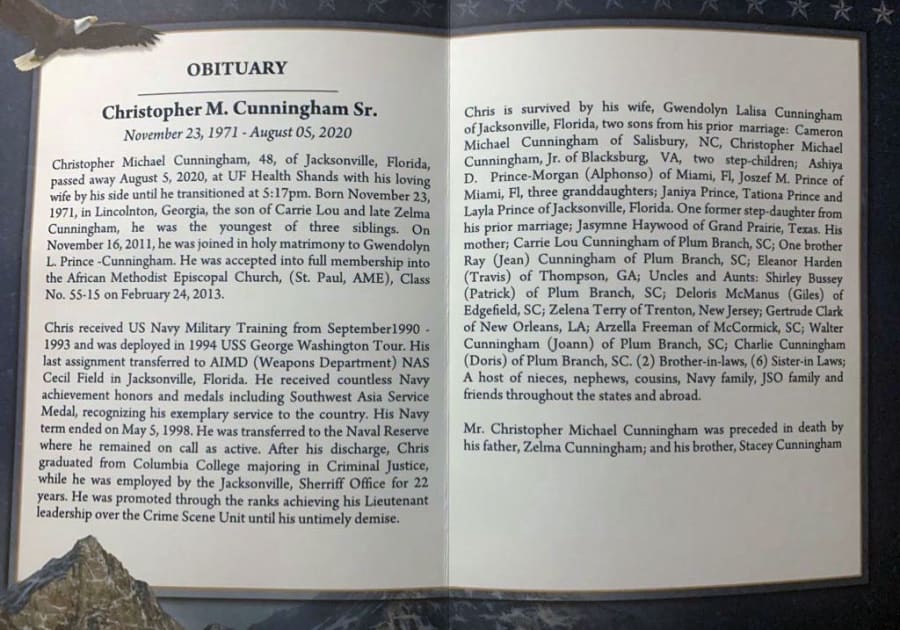 OBITUARY
Christopher M. Cunningham Sr.
November 23, 1971 - August 05, 2020
Christopher Michael Cunningham, 48, of Jacksonville, Florida,
passed away August 5, 2020, at UF Health Shands with his loving
wife by his side until he transitioned at 5:17pm. Born November 23,
1971, in Lincolnton, Georgia, the son of Carrie Lou and late Zelma
Cunningham, he was the youngest of three siblings. On
November 16, 2011, he was joined in holy matrimony to Gwendolyn
L. Prince -Cunningham. He was accepted into full membership into
the African Methodist Episcopal Church, (St. Paul, AME), Class
No. 55-15 on February 24, 2013.
Chris received US Navy Military Training from September1990 -
1993 and was deployed in 1994 USS George Washington Tour. His
last assignment transferred to AIMD (Weapons Department) NAS
Cecil Field in Jacksonville, Florida. He received countless Navy
achievement honors and medals including Southwest Asia Service
Medal, recognizing his exemplary service to the country. His Navy
term ended on May 5, 1998. He was transferred to the Naval Reserve
where he remained on call as active. After his discharge, Chris
graduated from Columbia College majoring in Criminal Justice,
while he was employed by the Jacksonville, Sherriff Office for 22
years. He was promoted through the ranks achieving his Lieutenant
leadership over the Crime Scene Unit until his untimely demise.
Chris is survived by his wife, Gwendolyn Lalisa Cunningham
of Jacksonville, Florida, two sons from his prior marriage: Cameron
Michael Cunningham of Salisbury, NC, Christopher Michael
Cunningham, Jr. of Blacksburg, VA, two step-children; Ashiya
D. Prince-Morgan (Alphonso) of Miami, Fl, Joszef M. Prince of
Miami, Fl, three granddaughters; Janiya Prince, Tationa Prince and
Layla Prince of Jacksonville, Florida. One former step-daughter from
his prior marriage; Jasymne Haywood of Grand Prairie, Texas. His
mother; Carrie Lou Cunningham of Plum Branch, SC; One brother
Ray (Jean) Cunningham of Plum Branch, SC; Eleanor Harden
(Travis) of Thompson, GA; Uncles and Aunts: Shirley Bussey
(Patrick) of Plum Branch, SC; Deloris McManus (Giles) of
Edgefield, SC; Zelena Terry of Trenton, New Jersey; Gertrude Clark
of New Orleans, LA; Arzella Freeman of McCormick, SC; Walter
Cunningham (Joann) of Plum Branch, SC; Charlie Cunningham
(Doris) of Plum Branch, SC. (2) Brother-in-laws, (6) Sister-in Laws;
A host of nieces, nephews, cousins, Navy family, JSO family and
friends throughout the states and abroad.
Mr. Christopher Michael Cunningham was preceded in death by
his father, Zelma Cunningham; and his brother, Stacey Cunningham